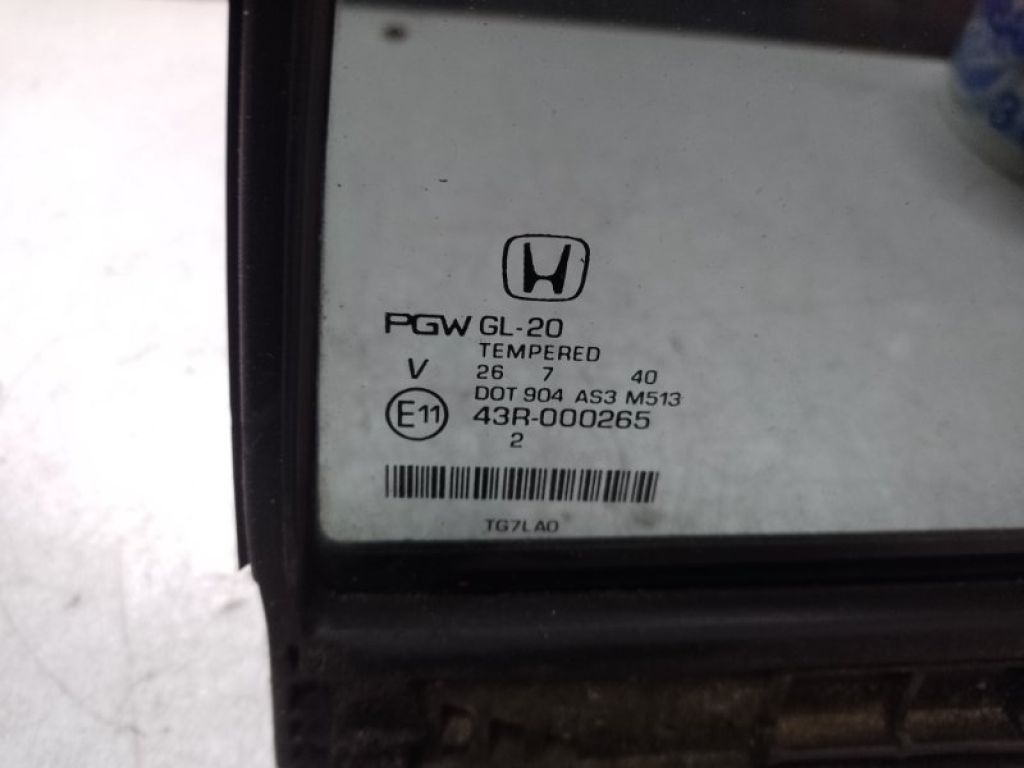 PGW GL-20
TEMPERED
V 26 7 40
DOT 904 AS3 M513
E11 43R-000265
2
TG7LA0